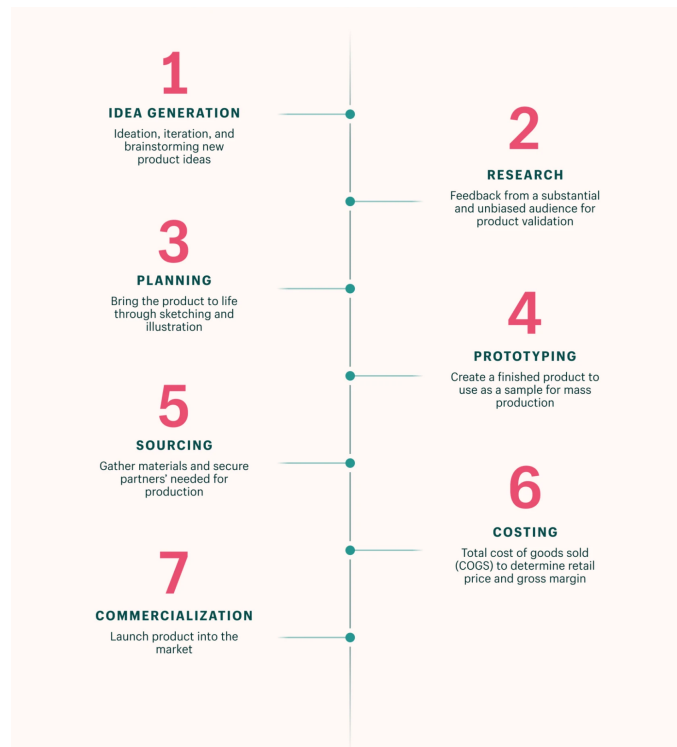 1
IDEA GENERATION
Ideation, iteration, and
brainstorming new
product ideas
2
RESEARCH
Feedback from a substantial
and unbiased audience for
product validation
3
PLANNING
Bring the product to life
through sketching and
illustration
4
PROTOTYPING
Create a finished product to
use as a sample for mass
production
5
SOURCING
Gather materials and secure
partners' needed for
production
6
COSTING
Total cost of goods sold
(COGS) to determine retail
price and gross margin
7
COMMERCIALIZATION
Launch product into the
market